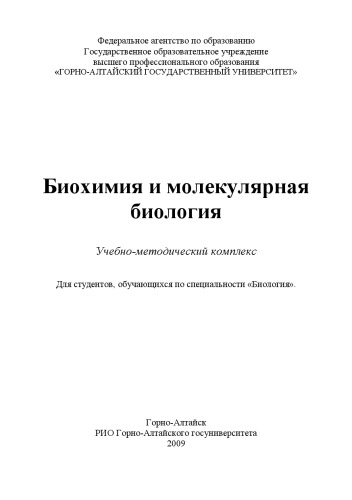 Федеральное агентство по образованию
Государственное образовательное учреждение
высшего профессионального образования
«ГОРНО-АЛТАЙСКИЙ ГОСУДАРСТВЕННЫЙ УНИВЕРСИТЕТ»
Биохимия и молекулярная
биология
Учебно-методический комплекс
Для студентов, обучающихся по специальности «Биология».
Горно-Алтайск
РИО Горно-Алтайского госуниверситета
2009